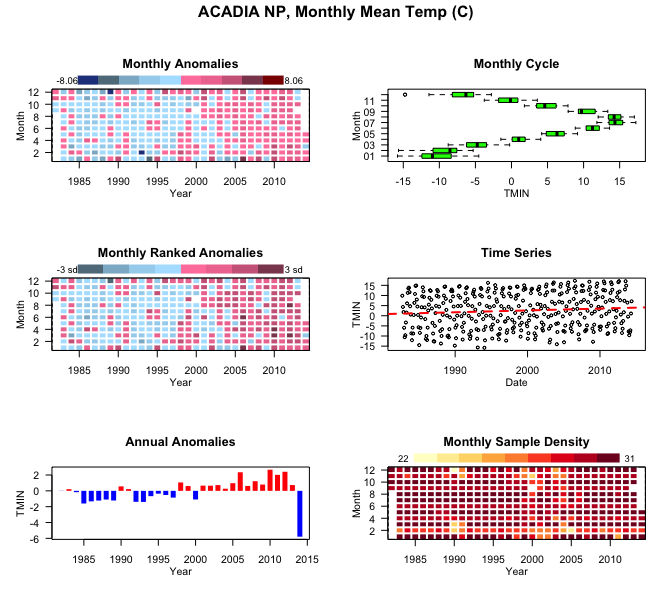 ACADIA NP, Monthly Mean Temp (C)
Monthly Anomalies
-8.06 8.06
12
10
8
6
4
2
Month
1985 1990 1995 2000 2005 2010
Year
Monthly Cycle
11
09
07
05
03
01
Month
-15 -10 -5 0 5 10 15
TMIN
Monthly Ranked Anomalies
-3 sd 3 sd
12
10
8
6
4
2
Month
1985 1990 1995 2000 2005 2010
Year
Time Series
15
10
5
0
-5
-10
-15
TMIN
1990 2000 2010
Date
Annual Anomalies
2
0
-2
-4
-6
TMIN
1985 1990 1995 2000 2005 2010 2015
Year
Monthly Sample Density
22 31
12
10
8
6
4
2
Month
1985 1990 1995 2000 2005 2010
Year